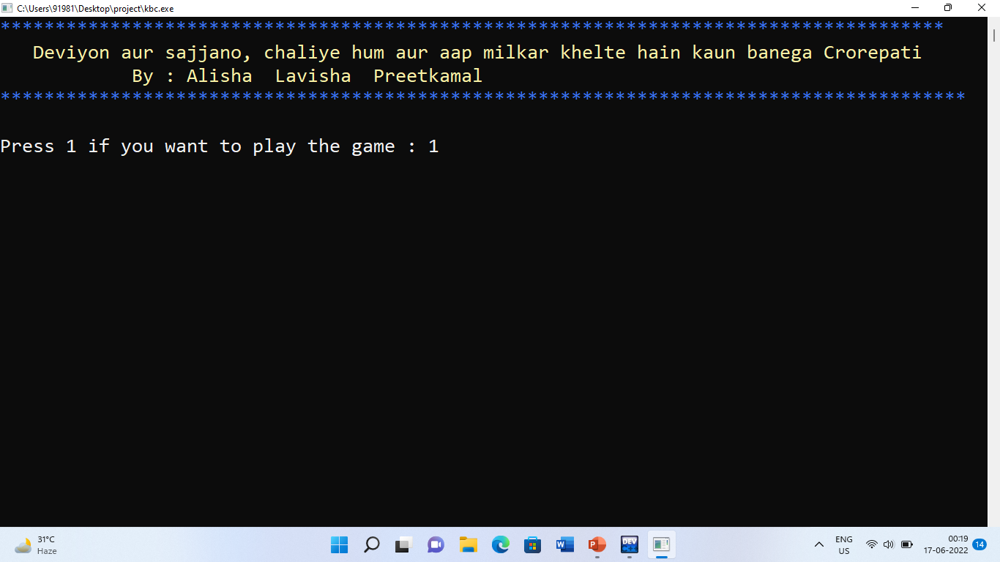 C:\Users\91981\Desktop\project\kbc.exe
**************************************************************************************
Deviyon aur sajjano, chaliye hum aur aap milkar khelte hain kaun banega Crorepati
By : Alisha  Lavisha  Preetkamal
****************************************************************************************
Press 1 if you want to play the game : 1
31°C
Haze
DEV
ENG
US
00:19
17-06-2022
14